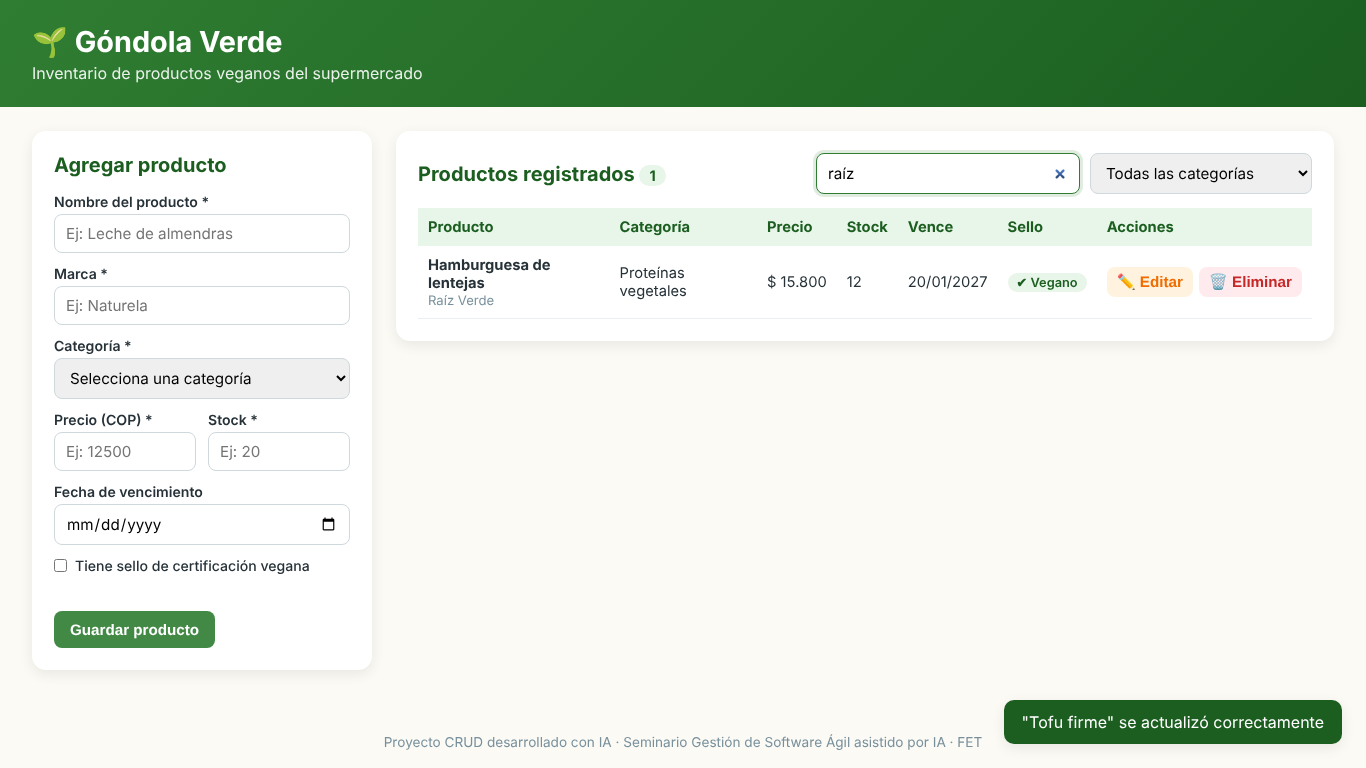 🌱 Góndola Verde
Inventario de productos veganos del supermercado
Agregar producto
Nombre del producto *
Ej: Leche de almendras
Marca *
Ej: Naturela
Categoría *
Selecciona una categoría
Precio (COP) * Stock *
Ej: 12500 Ej: 20
Fecha de vencimiento
mm/dd/yyyy
Tiene sello de certificación vegana
Guardar producto
Productos registrados 1
raíz
Todas las categorías
Producto Categoría Precio Stock Vence Sello Acciones
Hamburguesa de
lentejas
Raíz Verde
Proteínas
vegetales
$ 15.800 12 20/01/2027 ✔ Vegano ✏️ Editar 🗑️ Eliminar
"Tofu firme" se actualizó correctamente
Proyecto CRUD desarrollado con IA · Seminario Gestión de Software Ágil asistido por IA · FET